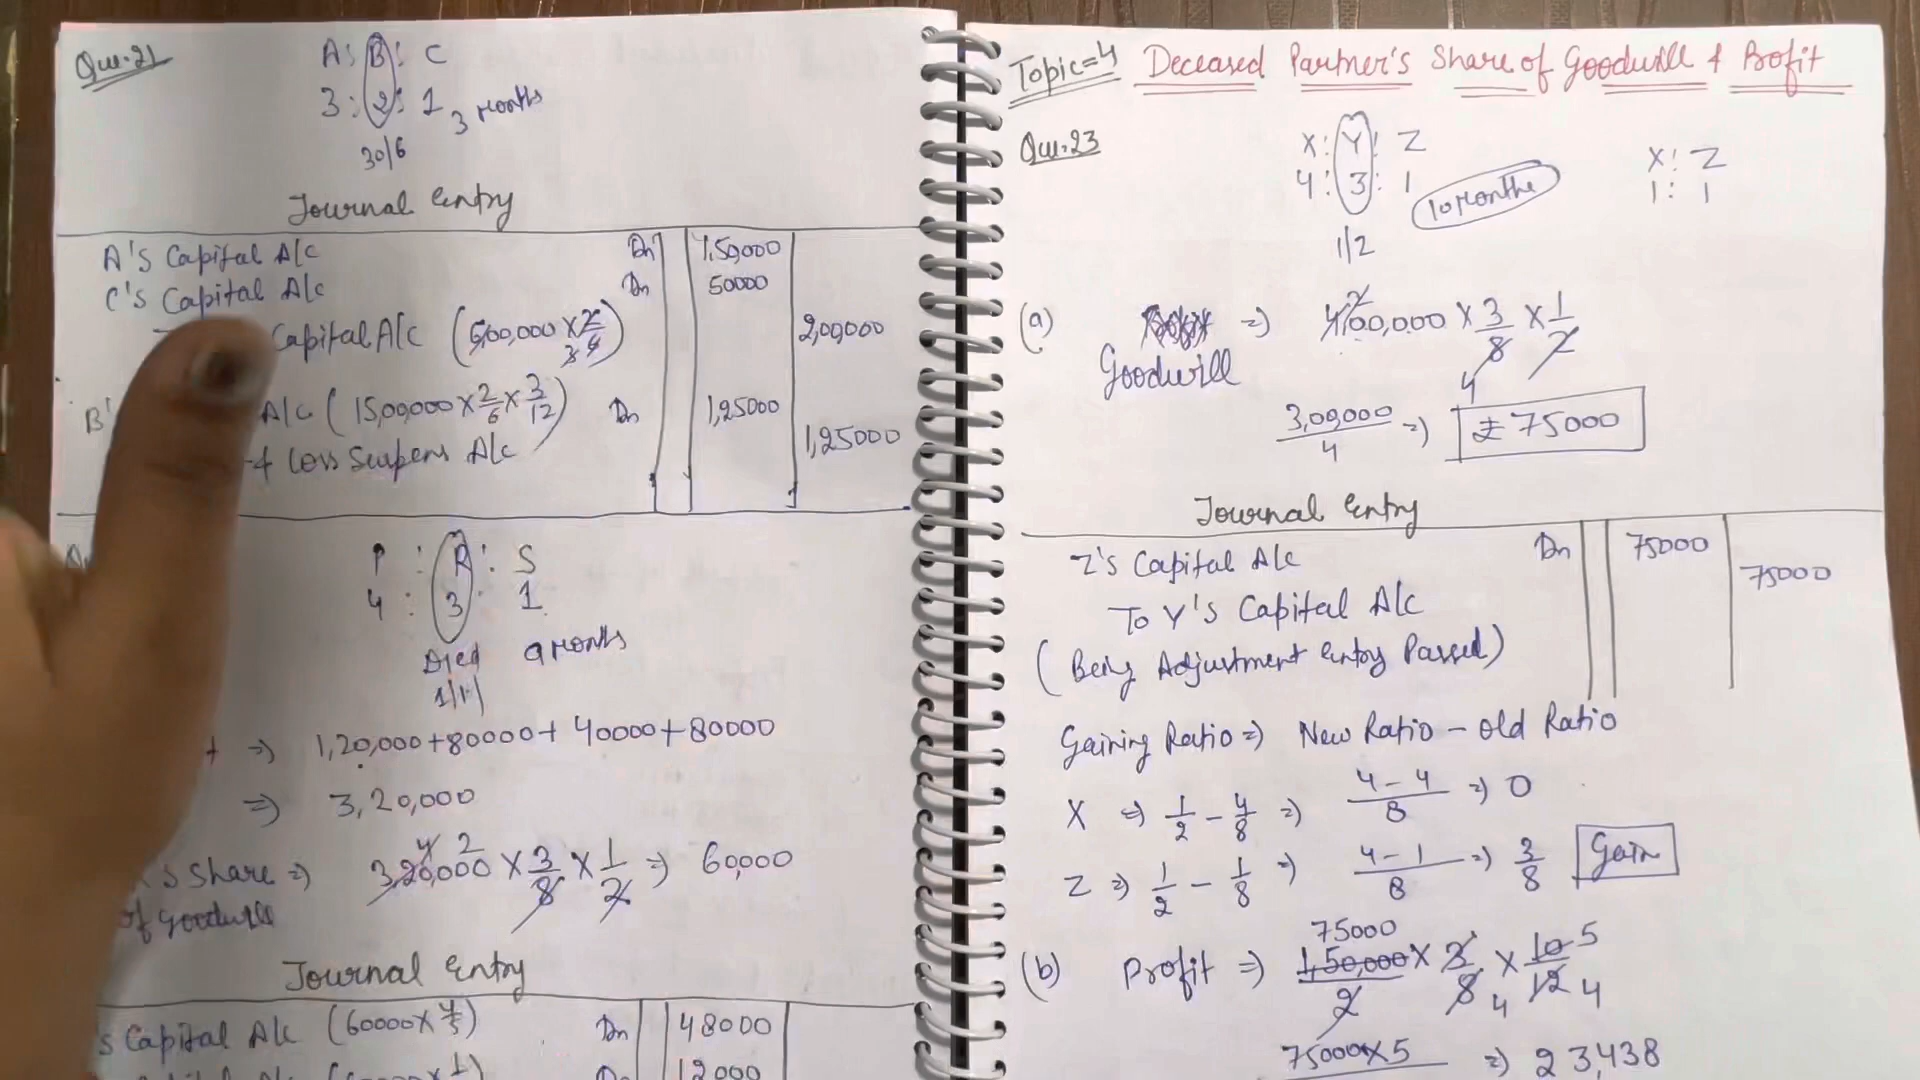 Que.21
A : B : C
3 : 2 : 1 3 months
30/6
Journal Entry
A's Capital A/c Dr 1,50,000
C's Capital A/c Dr 50000
Capital A/c (6,00,000 × 2/6) 2,00,000
B' A/c (15,00,000 × 2/6 × 3/12) Dr 1,25000
+ Loss Suspens A/c 1,25000
P : R : S
4 : 3 : 1
Died 9 months
1/1
⇒ 1,20,000+80000+40000+80000
⇒ 3,20,000
's share ⇒ 3,20,000 × 3/8 × 1/2 ⇒ 60,000
of Goodwill
Journal Entry
s Capital A/c (60000× 4/5) Dr 48000
Dr 12000
Topic=4 Deceased Partner's Share of Goodwill & Profit
Que.23
X : Y : Z
4 : 3 : 1 10 Months
1/2
X : Z
1 : 1
(a) Goodwill ⇒ 4,00,000 × 3/8 × 1/2
3,00,000/4 ⇒ ₹ 75000
Journal Entry
Z's Capital A/c Dr 75000
To Y's Capital A/c 75000
(Being Adjustment Entry Passed)
Gaining Ratio ⇒ New Ratio - Old Ratio
X ⇒ 1/2 - 4/8 ⇒ 4-4/8 ⇒ 0
Z ⇒ 1/2 - 1/8 ⇒ 4-1/8 ⇒ 3/8 Gain
75000
(b) Profit ⇒ 1,50,000/2 × 3/8 × 10/12 5
4 4
75000×5 ⇒ 23,438